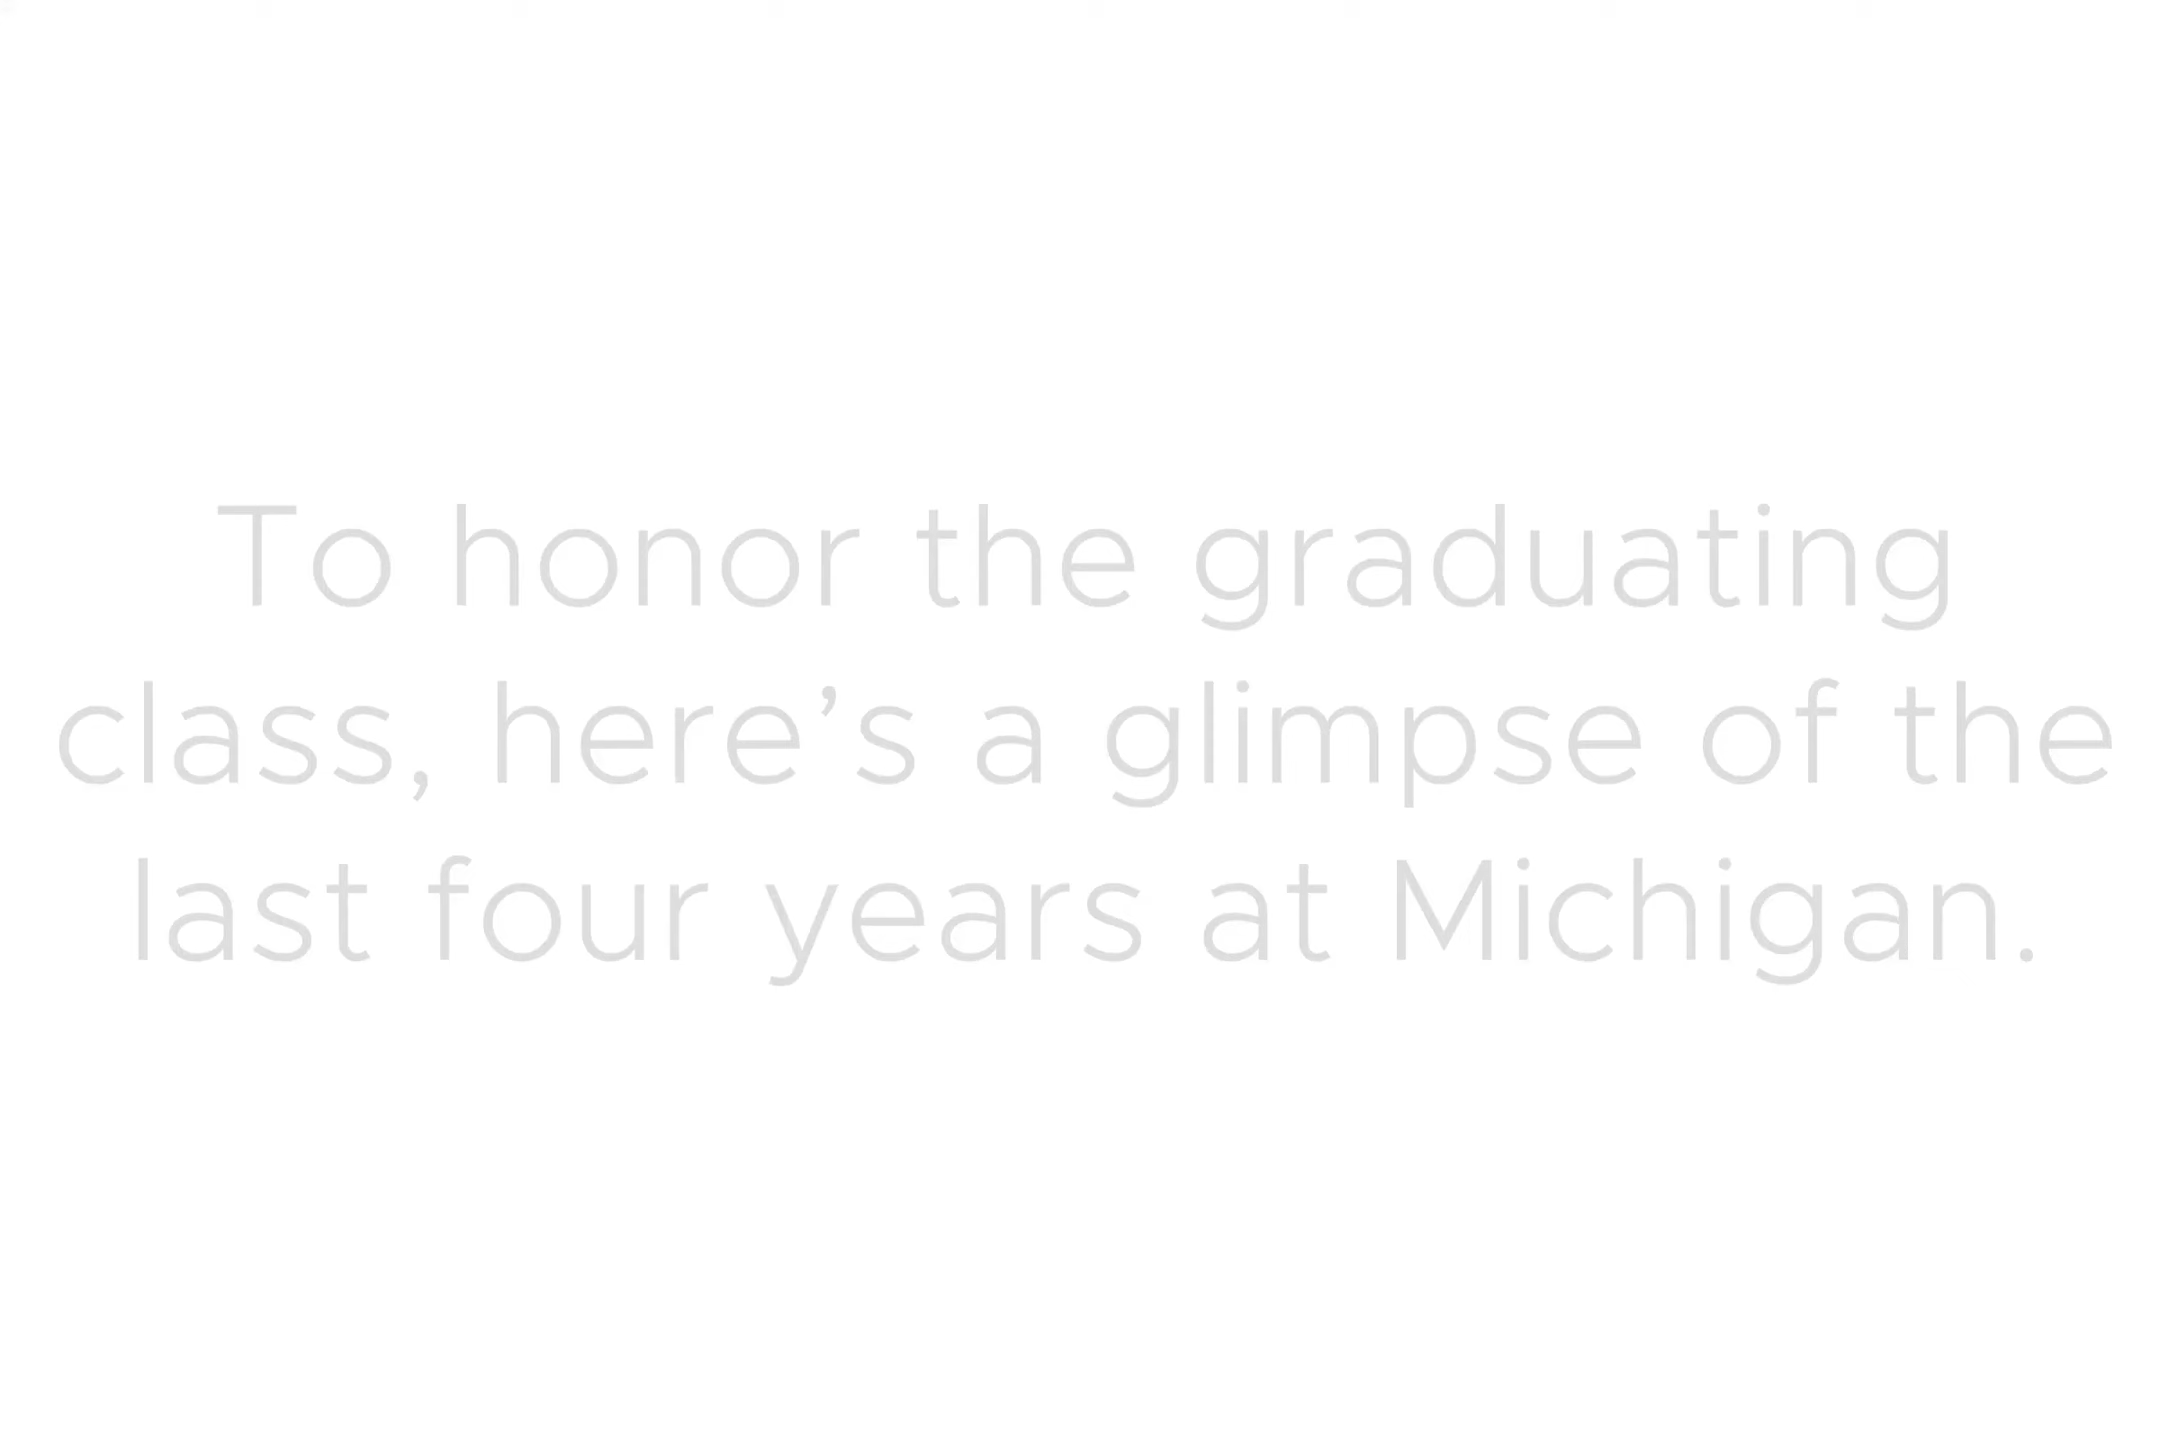 To honor the graduating
class, here’s a glimpse of the
last four years at Michigan.